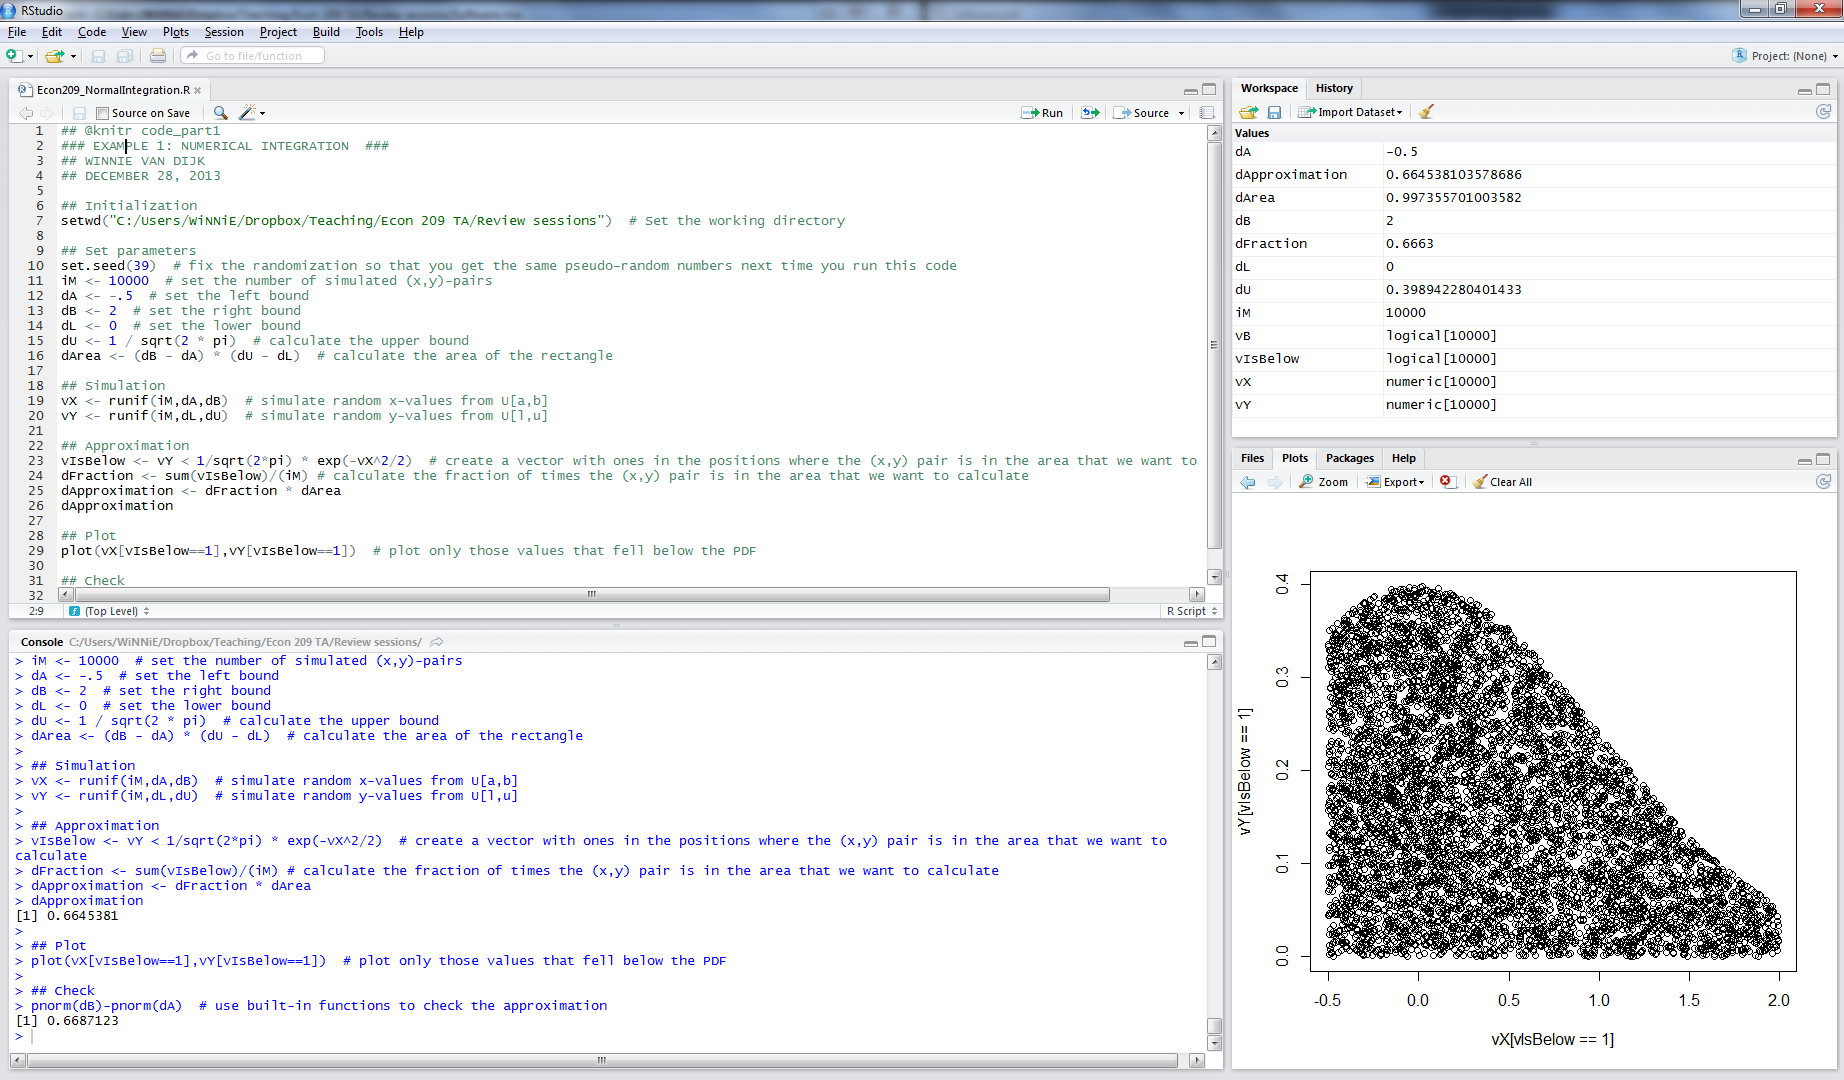 RStudio
File Edit Code View Plots Session Project Build Tools Help
Go to file/function
Project: (None)
Econ209_NormalIntegration.R
Source on Save
Run
Source
1 ## @knitr code_part1
2 ### EXAMPLE 1: NUMERICAL INTEGRATION  ###
3 ## WINNIE VAN DIJK
4 ## DECEMBER 28, 2013
5
6 ## Initialization
7 setwd("C:/Users/WiNNiE/Dropbox/Teaching/Econ 209 TA/Review sessions")  # Set the working directory
8
9 ## Set parameters
10 set.seed(39)  # fix the randomization so that you get the same pseudo-random numbers next time you run this code
11 iM <- 10000  # set the number of simulated (x,y)-pairs
12 dA <- -.5  # set the left bound
13 dB <- 2  # set the right bound
14 dL <- 0  # set the lower bound
15 dU <- 1 / sqrt(2 * pi)  # calculate the upper bound
16 dArea <- (dB - dA) * (dU - dL)  # calculate the area of the rectangle
17
18 ## Simulation
19 vX <- runif(iM,dA,dB)  # simulate random x-values from U[a,b]
20 vY <- runif(iM,dL,dU)  # simulate random y-values from U[l,u]
21
22 ## Approximation
23 vIsBelow <- vY < 1/sqrt(2*pi) * exp(-vX^2/2)  # create a vector with ones in the positions where the (x,y) pair is in the area that we want to
24 dFraction <- sum(vIsBelow)/(iM) # calculate the fraction of times the (x,y) pair is in the area that we want to calculate
25 dApproximation <- dFraction * dArea
26 dApproximation
27
28 ## Plot
29 plot(vX[vIsBelow==1],vY[vIsBelow==1])  # plot only those values that fell below the PDF
30
31 ## Check
32
2:9 (Top Level) R Script
Console C:/Users/WiNNiE/Dropbox/Teaching/Econ 209 TA/Review sessions/
> iM <- 10000  # set the number of simulated (x,y)-pairs
> dA <- -.5  # set the left bound
> dB <- 2  # set the right bound
> dL <- 0  # set the lower bound
> dU <- 1 / sqrt(2 * pi)  # calculate the upper bound
> dArea <- (dB - dA) * (dU - dL)  # calculate the area of the rectangle
>
> ## Simulation
> vX <- runif(iM,dA,dB)  # simulate random x-values from U[a,b]
> vY <- runif(iM,dL,dU)  # simulate random y-values from U[l,u]
>
> ## Approximation
> vIsBelow <- vY < 1/sqrt(2*pi) * exp(-vX^2/2)  # create a vector with ones in the positions where the (x,y) pair is in the area that we want to
calculate
> dFraction <- sum(vIsBelow)/(iM) # calculate the fraction of times the (x,y) pair is in the area that we want to calculate
> dApproximation <- dFraction * dArea
> dApproximation
[1] 0.6645381
>
> ## Plot
> plot(vX[vIsBelow==1],vY[vIsBelow==1])  # plot only those values that fell below the PDF
>
> ## Check
> pnorm(dB)-pnorm(dA)  # use built-in functions to check the approximation
[1] 0.6687123
>
Workspace History
Import Dataset
Values
dA -0.5
dApproximation 0.664538103578686
dArea 0.997355701003582
dB 2
dFraction 0.6663
dL 0
dU 0.398942280401433
iM 10000
vB logical[10000]
vIsBelow logical[10000]
vX numeric[10000]
vY numeric[10000]
Files Plots Packages Help
Zoom Export Clear All
vY[vIsBelow == 1]
0.4
0.3
0.2
0.1
0.0
-0.5 0.0 0.5 1.0 1.5 2.0
vX[vIsBelow == 1]